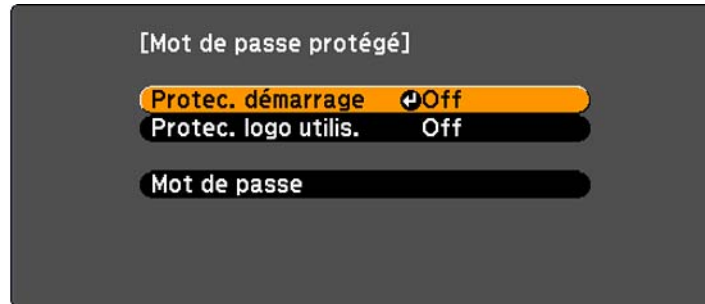 [Mot de passe protégé]
Protec. démarrage Off
Protec. logo utilis. Off
Mot de passe